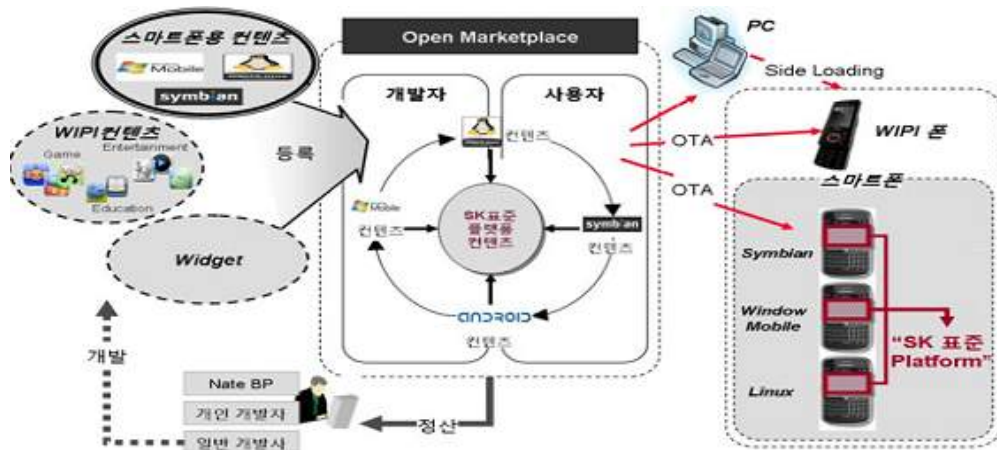 스마트폰용 컨텐츠
Mobile
symbian
WIPI컨텐츠
Game
Entertainment
Education
Widget
등록
Open Marketplace
개발자
사용자
컨텐츠
Mobile
컨텐츠
SK표준
플랫폼
컨텐츠
symbian
컨텐츠
ANDROID
컨텐츠
PC
Side Loading
OTA
OTA
WIPI 폰
스마트폰
Symbian
Window
Mobile
Linux
“SK 표준
Platform”
개발
Nate BP
개인 개발자
일반 개발사
정산